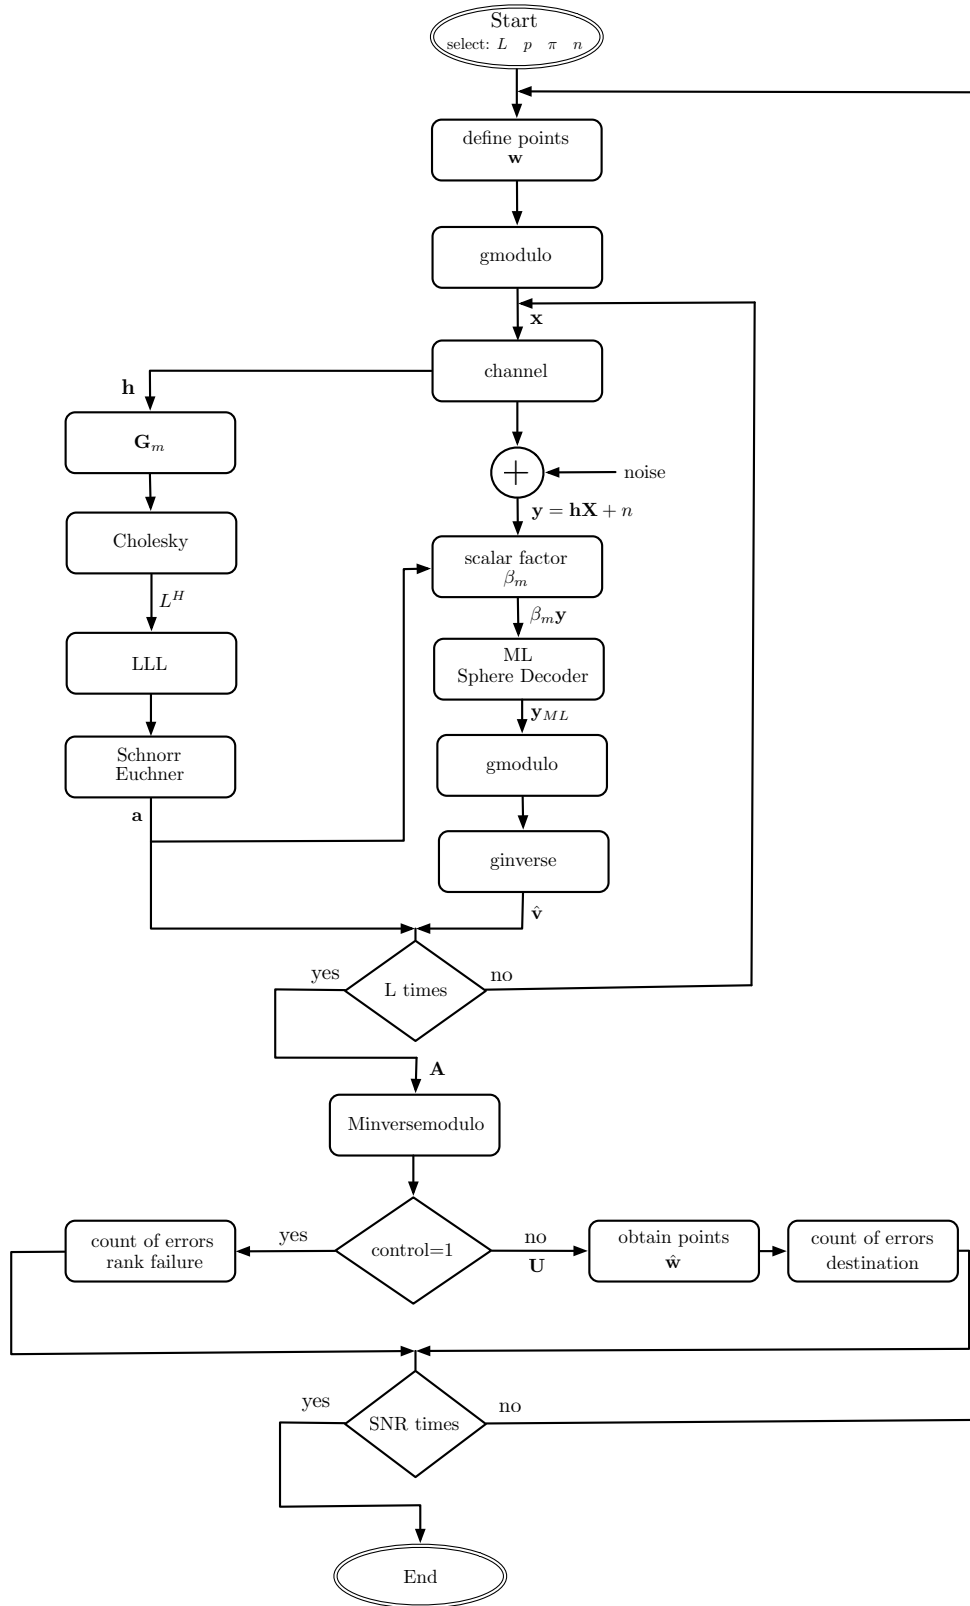 Start
select: L p π n
define points
w
gmodulo
x
channel
h
G_m
noise
y = hX + n
Cholesky
scalar factor
β_m
L^H
β_m y
LLL
ML
Sphere Decoder
y_ML
Schnorr
Euchner
gmodulo
a
ginverse
v̂
yes
no
L times
A
Minversemodulo
count of errors
rank failure
yes
control=1
no
U
obtain points
ŵ
count of errors
destination
yes
no
SNR times
End